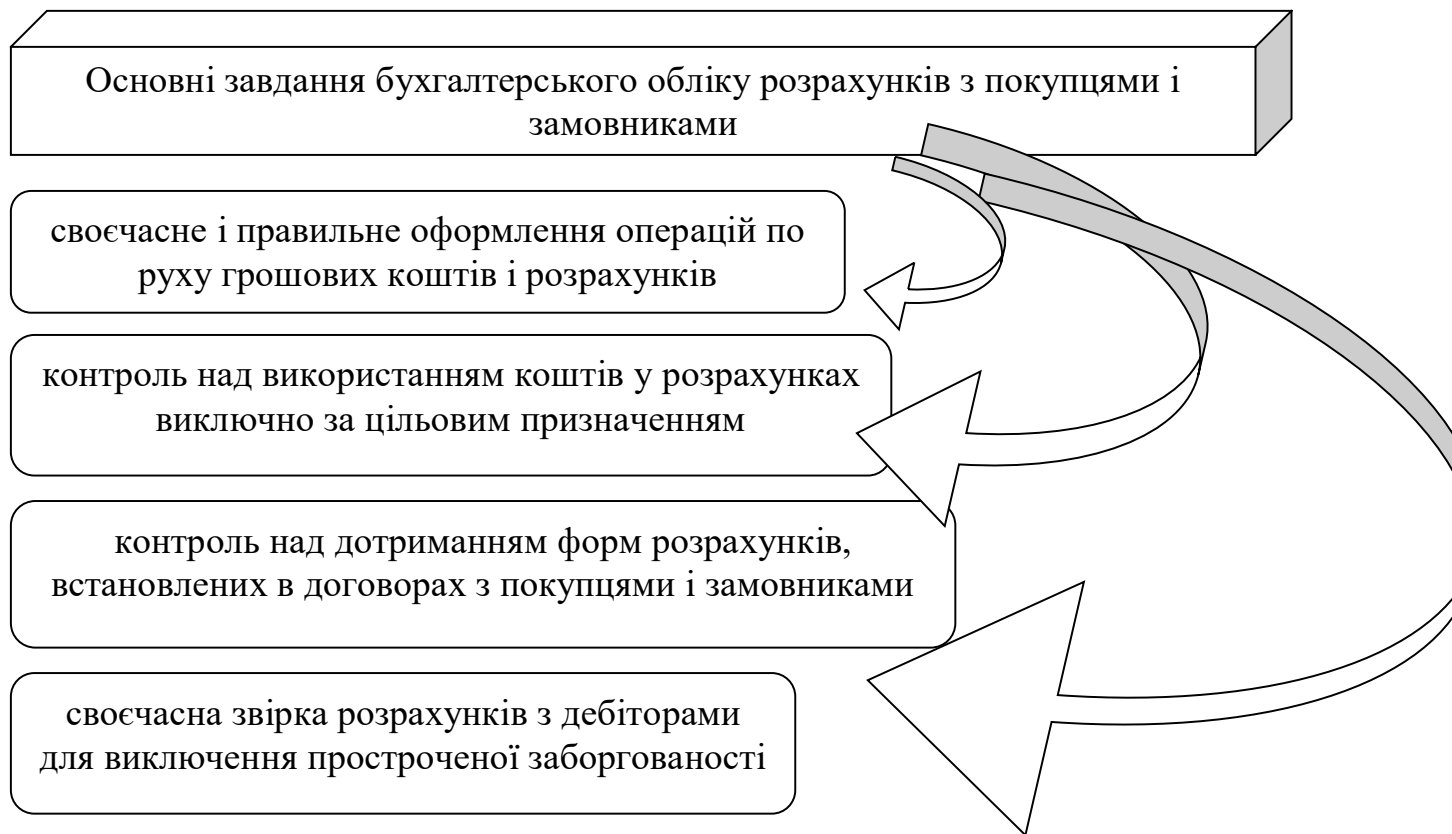 Основні завдання бухгалтерського обліку розрахунків з покупцями і
замовниками
своєчасне і правильне оформлення операцій по
руху грошових коштів і розрахунків
контроль над використанням коштів у розрахунках
виключно за цільовим призначенням
контроль над дотриманням форм розрахунків,
встановлених в договорах з покупцями і замовниками
своєчасна звірка розрахунків з дебіторами
для виключення простроченої заборгованості